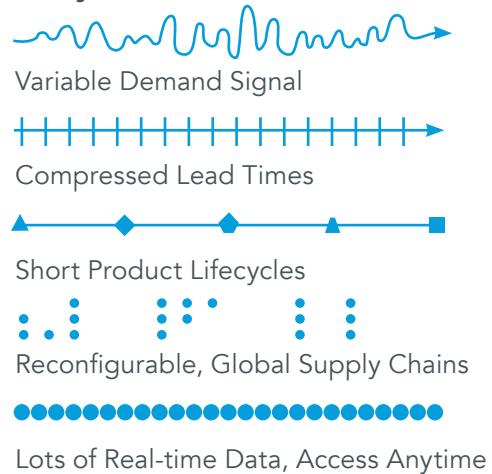 Variable Demand Signal
Compressed Lead Times
Short Product Lifecycles
Reconfigurable, Global Supply Chains
Lots of Real-time Data, Access Anytime